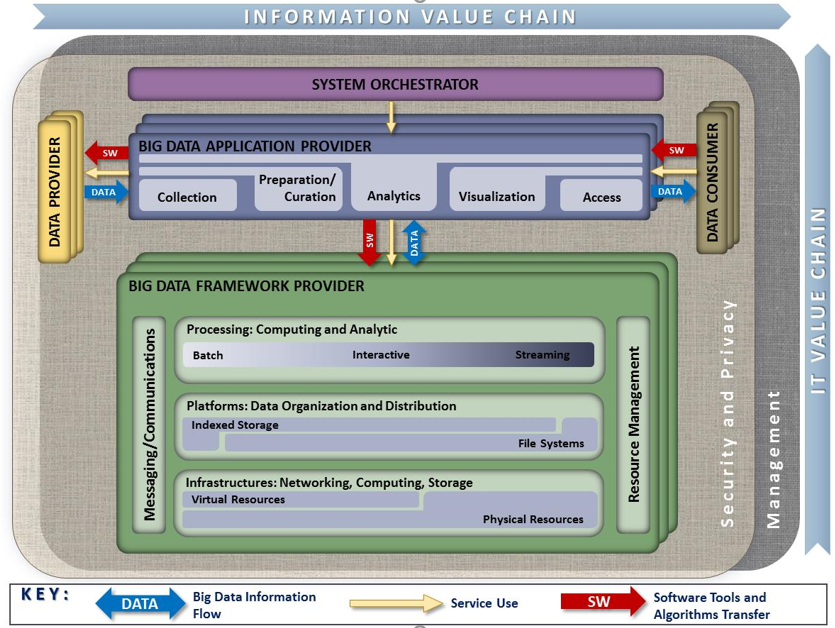 INFORMATION VALUE CHAIN
SYSTEM ORCHESTRATOR
BIG DATA APPLICATION PROVIDER
Collection
Preparation/
Curation
Analytics
Visualization
Access
DATA PROVIDER
SW
DATA
SW
DATA
DATA CONSUMER
SW
DATA
BIG DATA FRAMEWORK PROVIDER
Messaging/Communications
Processing: Computing and Analytic
Batch
Interactive
Streaming
Platforms: Data Organization and Distribution
Indexed Storage
File Systems
Infrastructures: Networking, Computing, Storage
Virtual Resources
Physical Resources
Resource Management
Security and Privacy
Management
IT VALUE CHAIN
KEY:
DATA
Big Data Information
Flow
Service Use
SW
Software Tools and
Algorithms Transfer